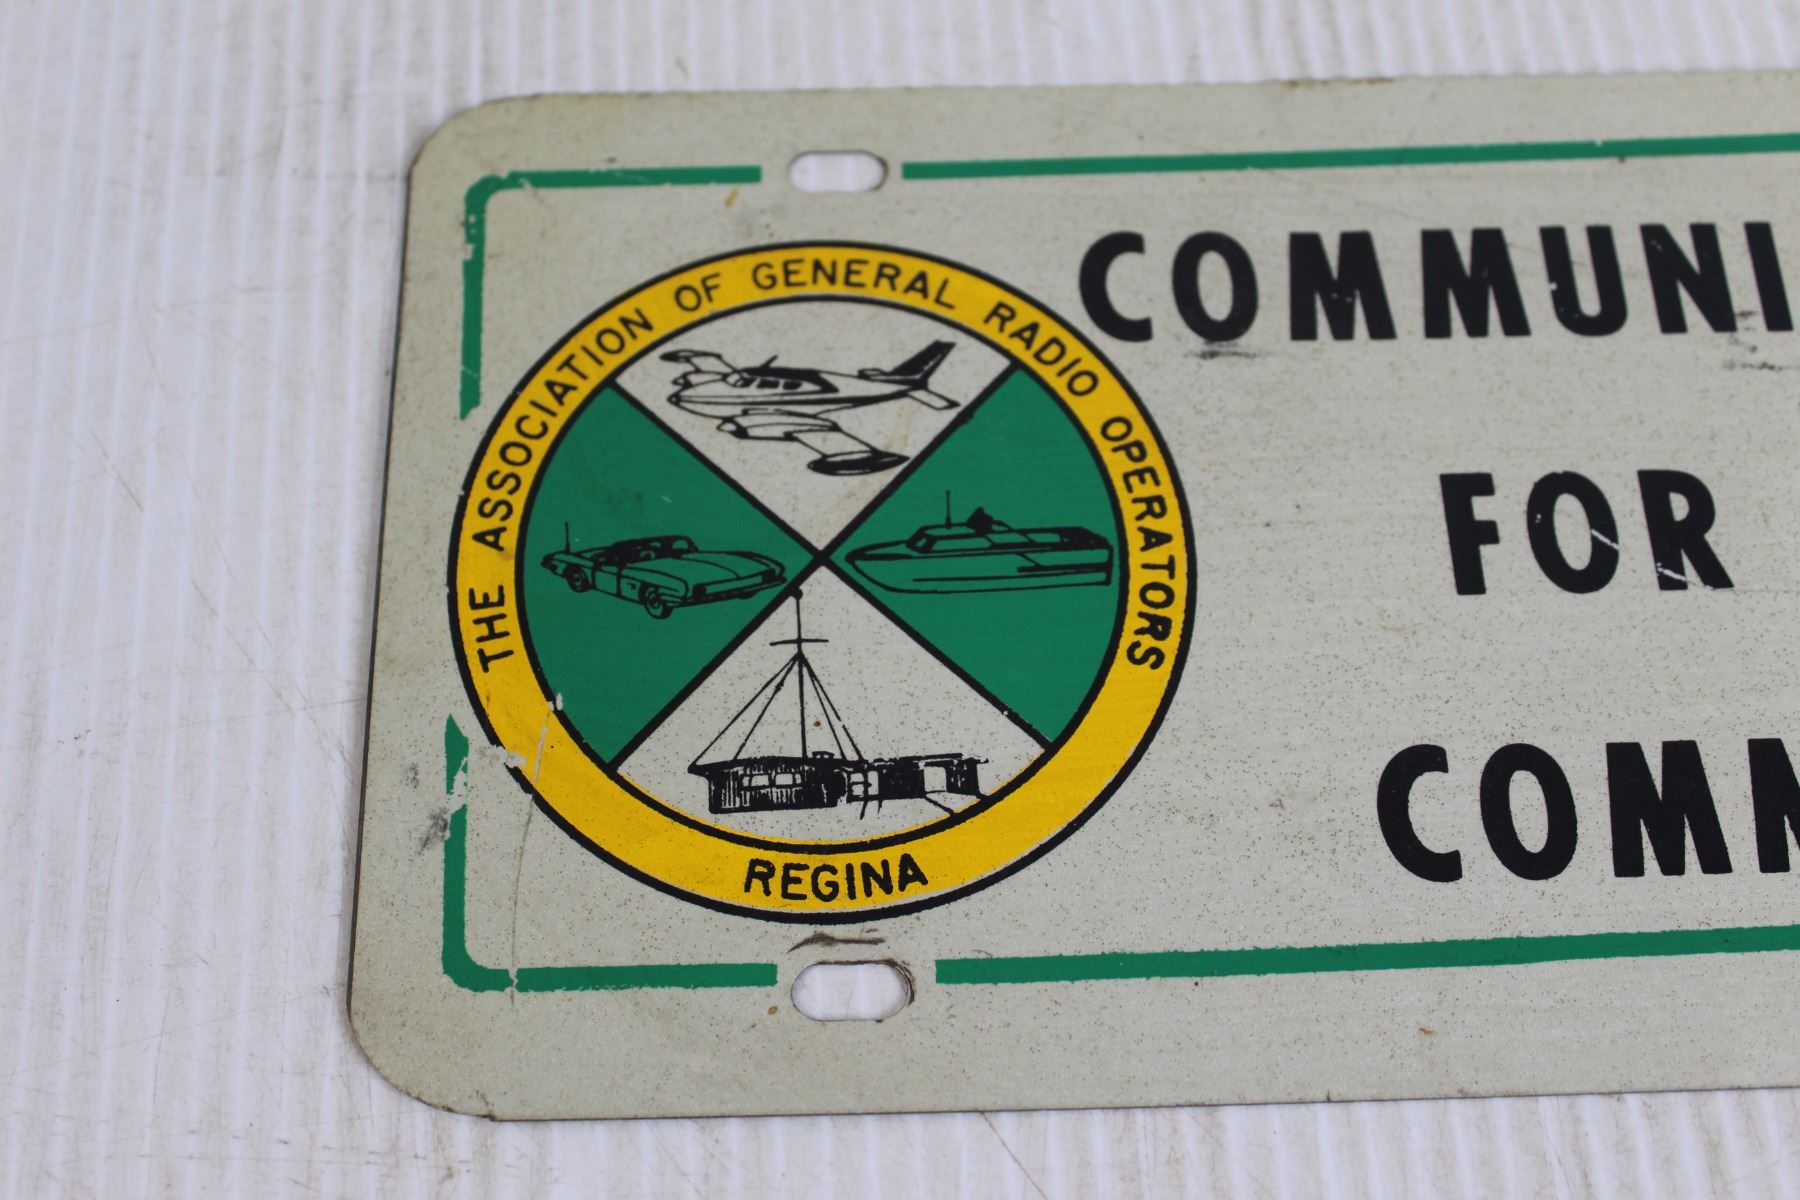 THE ASSOCIATION OF GENERAL RADIO OPERATORS
REGINA
COMMUNI
FOR
COMM